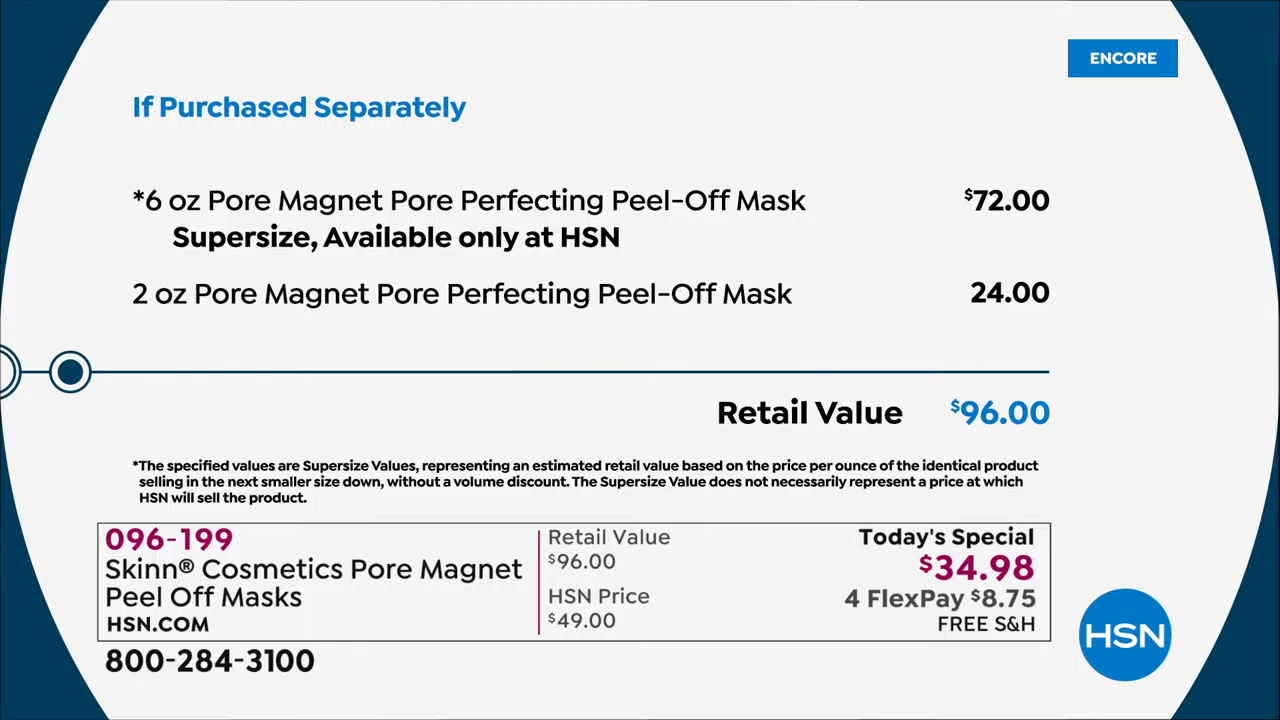 ENCORE
If Purchased Separately
*6 oz Pore Magnet Pore Perfecting Peel-Off Mask $72.00
Supersize, Available only at HSN
2 oz Pore Magnet Pore Perfecting Peel-Off Mask 24.00
Retail Value $96.00
*The specified values are Supersize Values, representing an estimated retail value based on the price per ounce of the identical product
selling in the next smaller size down, without a volume discount. The Supersize Value does not necessarily represent a price at which
HSN will sell the product.
096-199
Skinn® Cosmetics Pore Magnet
Peel Off Masks
HSN.COM
Retail Value
$96.00
HSN Price
$49.00
Today's Special
$34.98
4 FlexPay $8.75
FREE S&H
HSN
800-284-3100